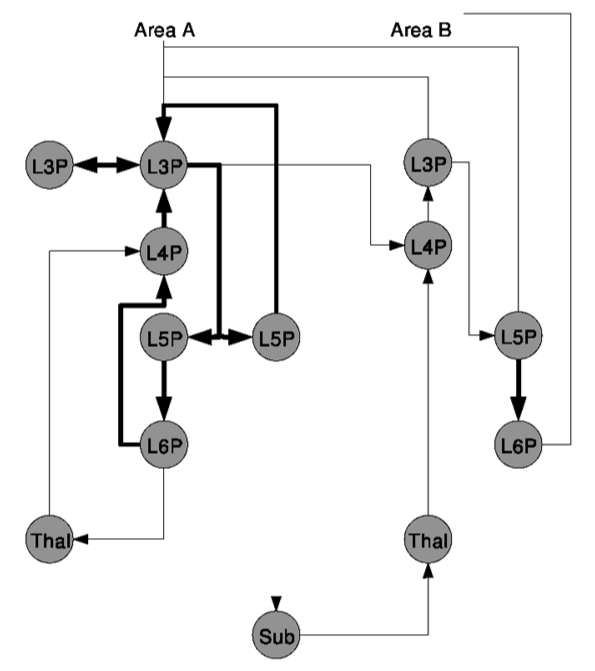 Area A Area B
L3P L3P L3P
L4P L4P
L5P L5P L5P
L6P L6P
Thal Thal
Sub